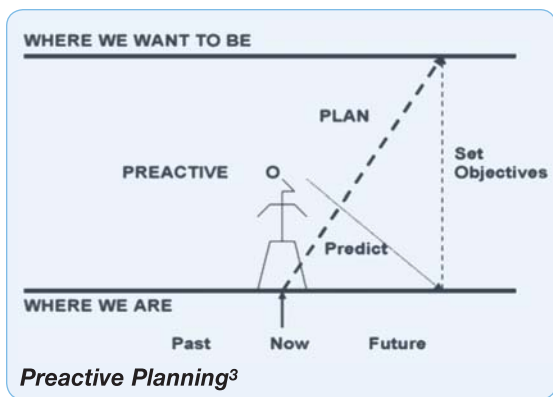 WHERE WE WANT TO BE
PLAN
Set
Objectives
PREACTIVE
Predict
WHERE WE ARE
Past Now Future
Preactive Planning³